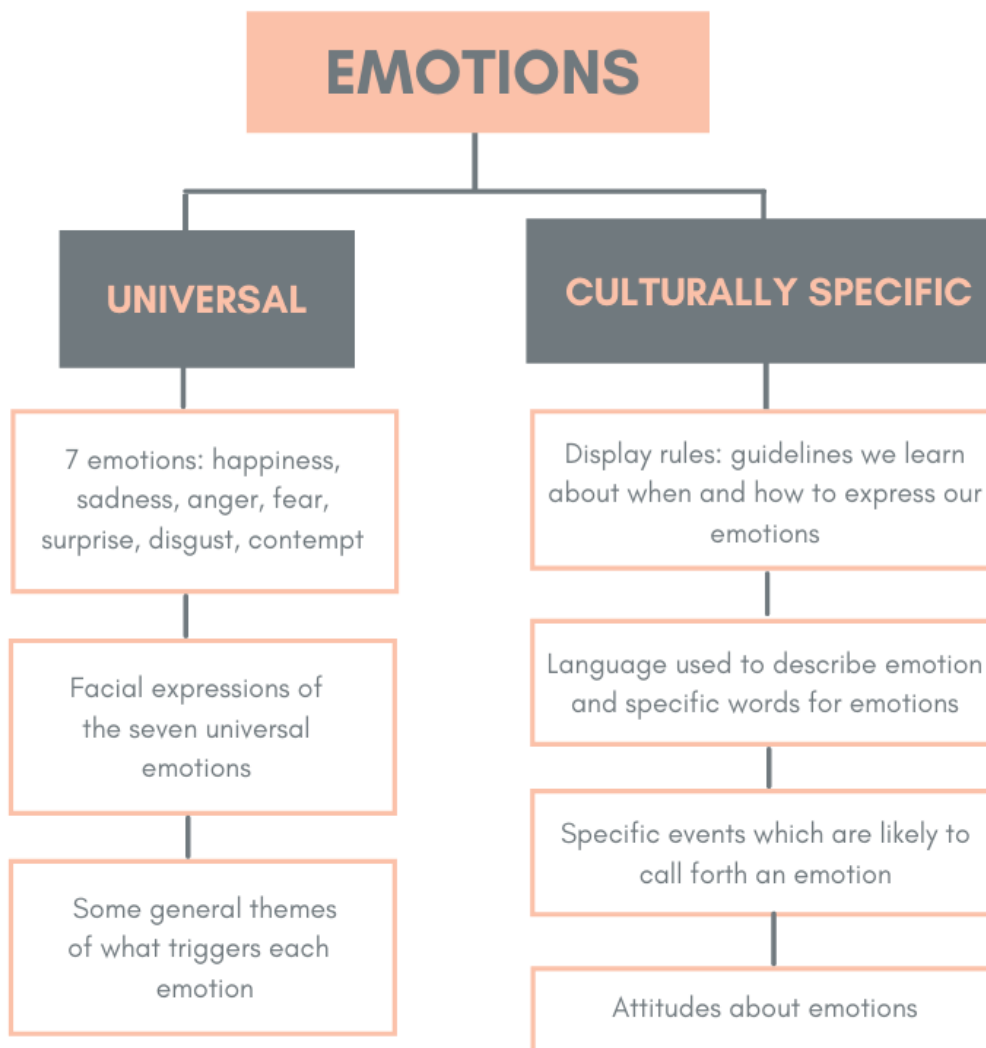 EMOTIONS
UNIVERSAL
7 emotions: happiness,
sadness, anger, fear,
surprise, disgust, contempt
Facial expressions of
the seven universal
emotions
Some general themes
of what triggers each
emotion
CULTURALLY SPECIFIC
Display rules: guidelines we learn
about when and how to express our
emotions
Language used to describe emotion
and specific words for emotions
Specific events which are likely to
call forth an emotion
Attitudes about emotions